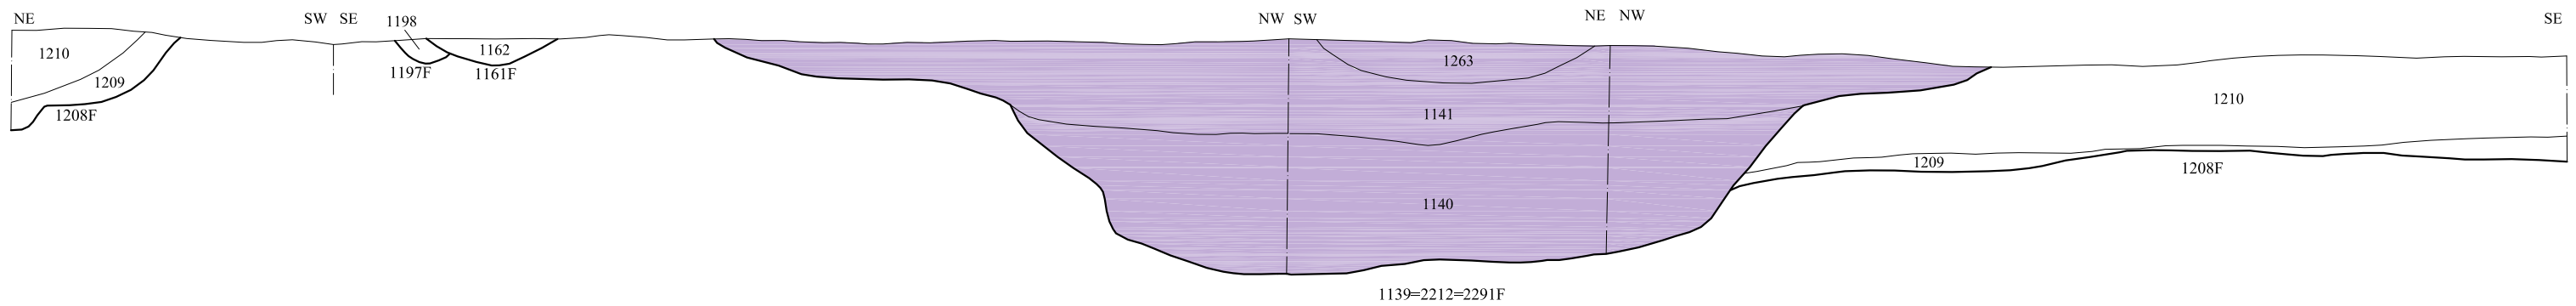 NE SW SE NW SW NE NW SE
1198
1210 1162 1263
1209 1197F 1161F
1208F 1141 1210
1209 1208F
1140
1139=2212=2291F